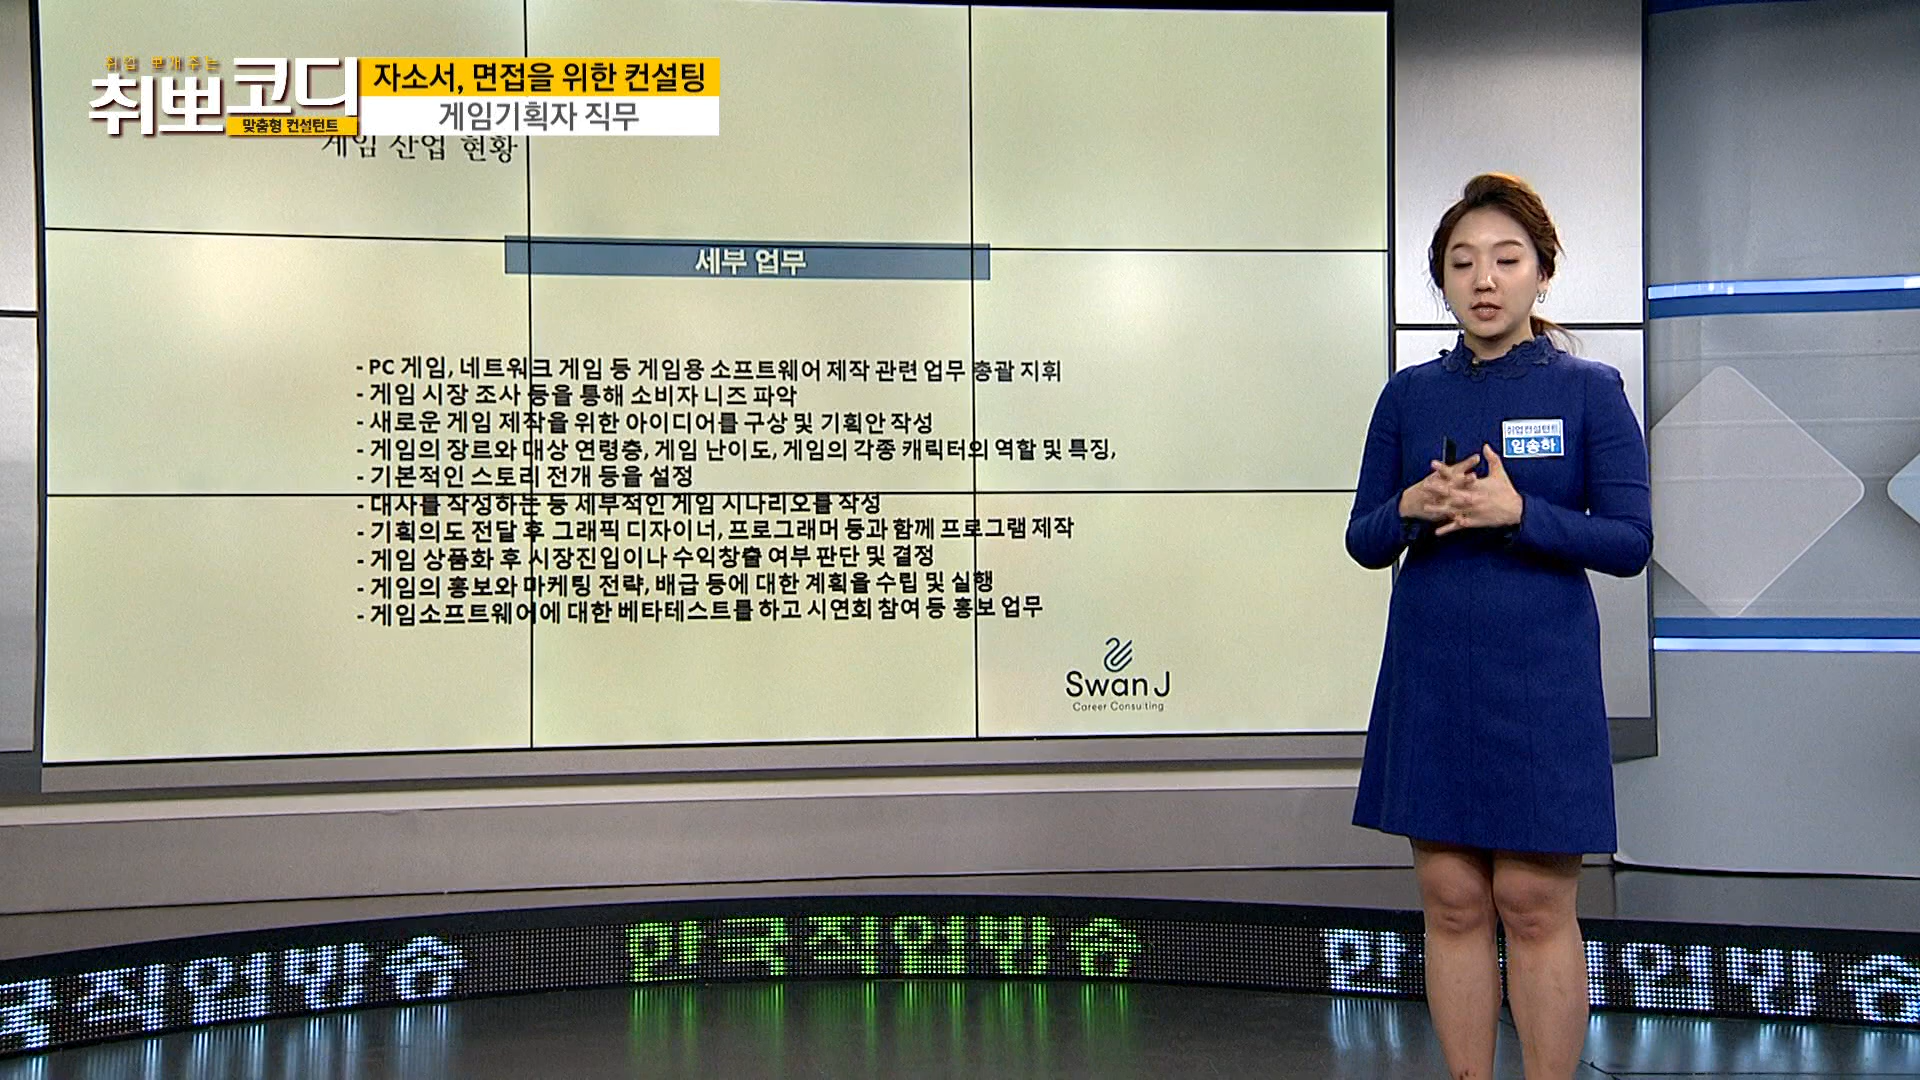 취업 뽀개주는
취뽀코디
맞춤형 컨설턴트
자소서, 면접을 위한 컨설팅
게임기획자 직무
게임 산업 현황
세부 업무
- PC 게임, 네트워크 게임 등 게임용 소프트웨어 제작 관련 업무 총괄 지휘
- 게임 시장 조사 등을 통해 소비자 니즈 파악
- 새로운 게임 제작을 위한 아이디어를 구상 및 기획안 작성
- 게임의 장르와 대상 연령층, 게임 난이도, 게임의 각종 캐릭터의 역할 및 특징,
- 기본적인 스토리 전개 등을 설정
- 대사를 작성하는 등 세부적인 게임 시나리오를 작성
- 기획의도 전달 후 그래픽 디자이너, 프로그래머 등과 함께 프로그램 제작
- 게임 상품화 후 시장진입이나 수익창출 여부 판단 및 결정
- 게임의 홍보와 마케팅 전략, 배급 등에 대한 계획을 수립 및 실행
- 게임소프트웨어에 대한 베타테스트를 하고 시연회 참여 등 홍보 업무
Swan J
Career Consulting
취업컨설턴트
임송하
국직업방송 한국직업방송 한국직업방송